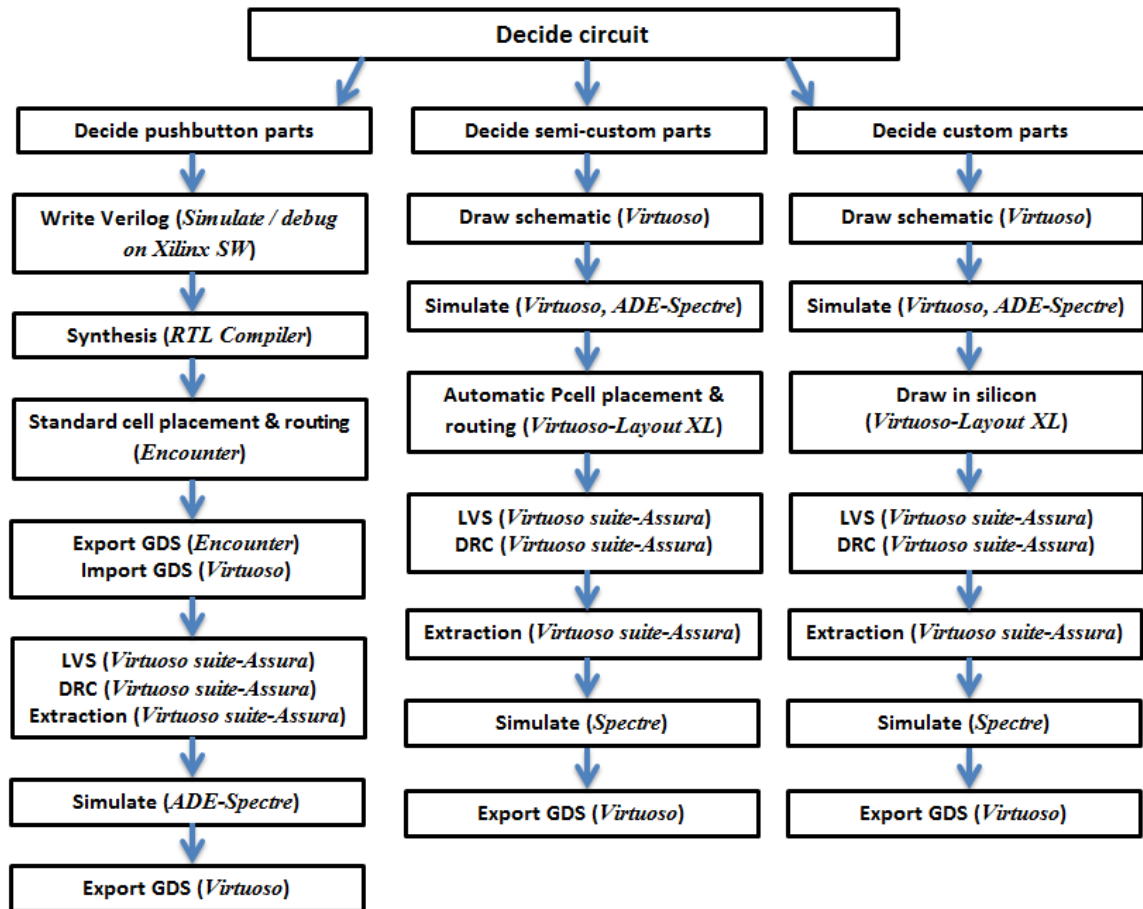 Decide circuit
Decide pushbutton parts
Write Verilog (Simulate / debug
on Xilinx SW)
Synthesis (RTL Compiler)
Standard cell placement & routing
(Encounter)
Export GDS (Encounter)
Import GDS (Virtuoso)
LVS (Virtuoso suite-Assura)
DRC (Virtuoso suite-Assura)
Extraction (Virtuoso suite-Assura)
Simulate (ADE-Spectre)
Export GDS (Virtuoso)
Decide semi-custom parts
Draw schematic (Virtuoso)
Simulate (Virtuoso, ADE-Spectre)
Automatic Pcell placement &
routing (Virtuoso-Layout XL)
LVS (Virtuoso suite-Assura)
DRC (Virtuoso suite-Assura)
Extraction (Virtuoso suite-Assura)
Simulate (Spectre)
Export GDS (Virtuoso)
Decide custom parts
Draw schematic (Virtuoso)
Simulate (Virtuoso, ADE-Spectre)
Draw in silicon
(Virtuoso-Layout XL)
LVS (Virtuoso suite-Assura)
DRC (Virtuoso suite-Assura)
Extraction (Virtuoso suite-Assura)
Simulate (Spectre)
Export GDS (Virtuoso)